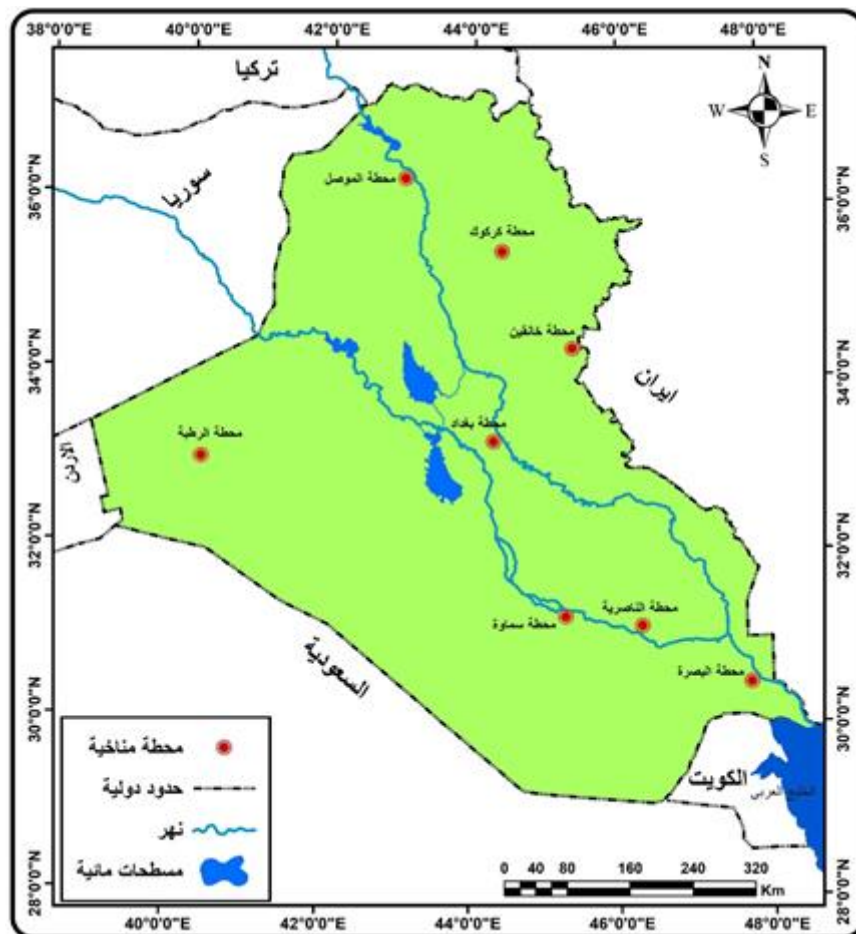 38°0'0"E
40°0'0"E
42°0'0"E
44°0'0"E
46°0'0"E
48°0'0"E
تركيا
N
W
E
S
سوريا
36°0'0"N
36°0'0"N
محطة الموصل
محطة كركوك
محطة خانقين
34°0'0"N
34°0'0"N
ايران
محطة بغداد
محطة الرطبة
الاردن
32°0'0"N
32°0'0"N
محطة الناصرية
محطة سماوة
محطة البصرة
السعودية
30°0'0"N
30°0'0"N
الكويت
الخليج العربي
محطة مناخية
حدود دولية
نهر
مسطحات مائية
0 40 80 160 240 320
Km
28°0'0"N
28°0'0"N
40°0'0"E
42°0'0"E
44°0'0"E
46°0'0"E
48°0'0"E